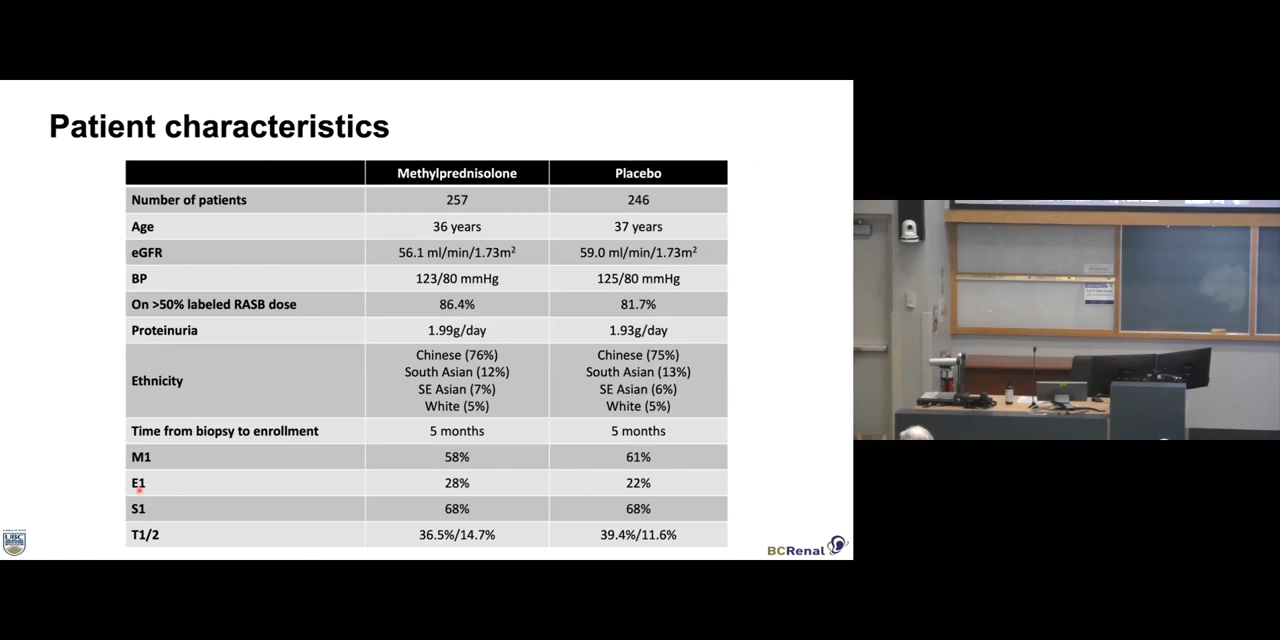 Patient characteristics
Methylprednisolone Placebo
Number of patients 257 246
Age 36 years 37 years
eGFR 56.1 ml/min/1.73m² 59.0 ml/min/1.73m²
BP 123/80 mmHg 125/80 mmHg
On >50% labeled RASB dose 86.4% 81.7%
Proteinuria 1.99g/day 1.93g/day
Ethnicity
Chinese (76%) Chinese (75%)
South Asian (12%) South Asian (13%)
SE Asian (7%) SE Asian (6%)
White (5%) White (5%)
Time from biopsy to enrollment 5 months 5 months
M1 58% 61%
E1 28% 22%
S1 68% 68%
T1/2 36.5%/14.7% 39.4%/11.6%
UBC
BCRenal